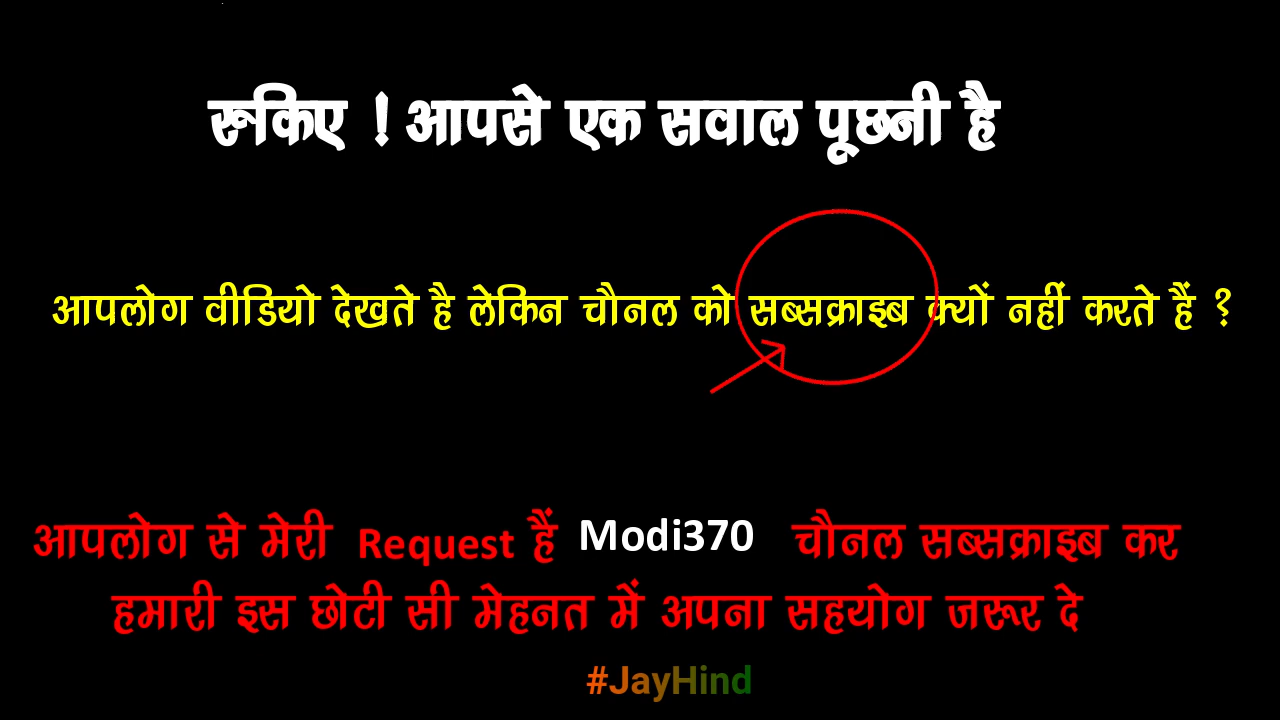 रूकिए ! आपसे एक सवाल पूछनी है
आपलोग वीडियो देखते है लेकिन चौनल को सब्सक्राइब क्यों नहीं करते हैं ?
आपलोग से मेरी Request हैं Modi370 चौनल सब्सक्राइब कर
हमारी इस छोटी सी मेहनत में अपना सहयोग जरूर दे
#JayHind